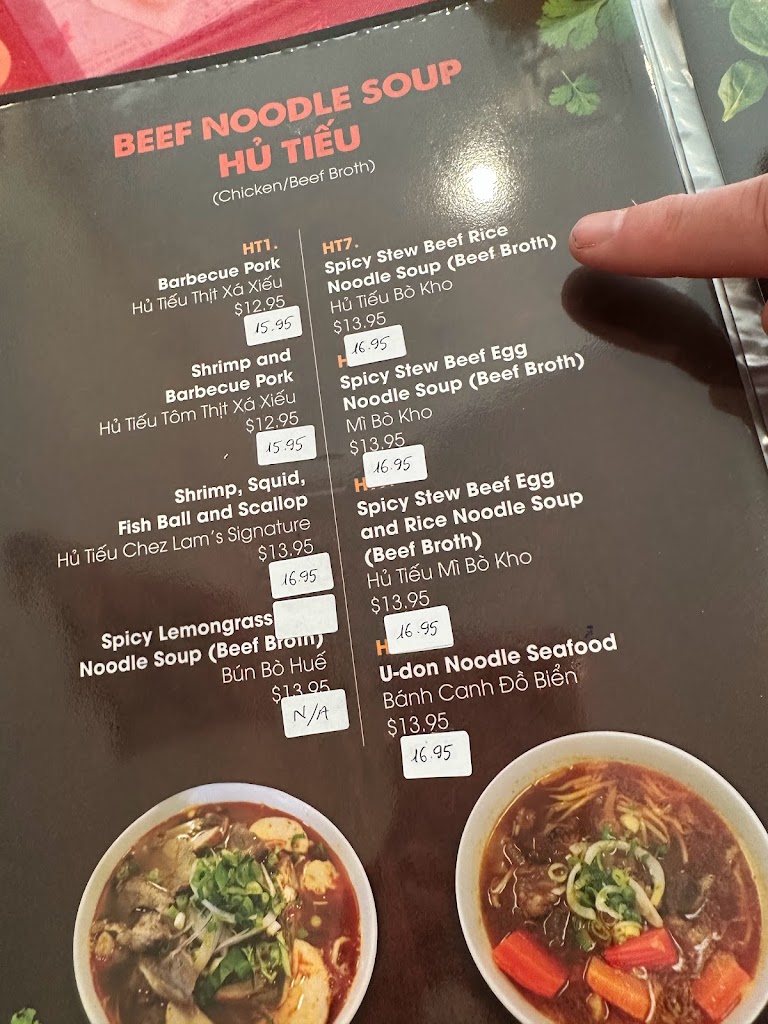 BEEF NOODLE SOUP
HỦ TIẾU
(Chicken/Beef Broth)
HT1.
Barbecue Pork
Hủ Tiếu Thịt Xá Xíếu
$12.95
15.95
Shrimp and
Barbecue Pork
Hủ Tiếu Tôm Thịt Xá Xíếu
$12.95
15.95
Shrimp, Squid,
Fish Ball and Scallop
Hủ Tiếu Chez Lam's Signature
$13.95
16.95
Spicy Lemongrass
Noodle Soup (Beef Broth)
Bún Bò Huế
$13.95
N/A
HT7.
Spicy Stew Beef Rice
Noodle Soup (Beef Broth)
Hủ Tiếu Bò Kho
$13.95
16.95
Spicy Stew Beef Egg
Noodle Soup (Beef Broth)
Mì Bò Kho
$13.95
16.95
Spicy Stew Beef Egg
and Rice Noodle Soup
(Beef Broth)
Hủ Tiếu Mì Bò Kho
$13.95
16.95
U-don Noodle Seafood
Bánh Canh Đồ Biển
$13.95
16.95